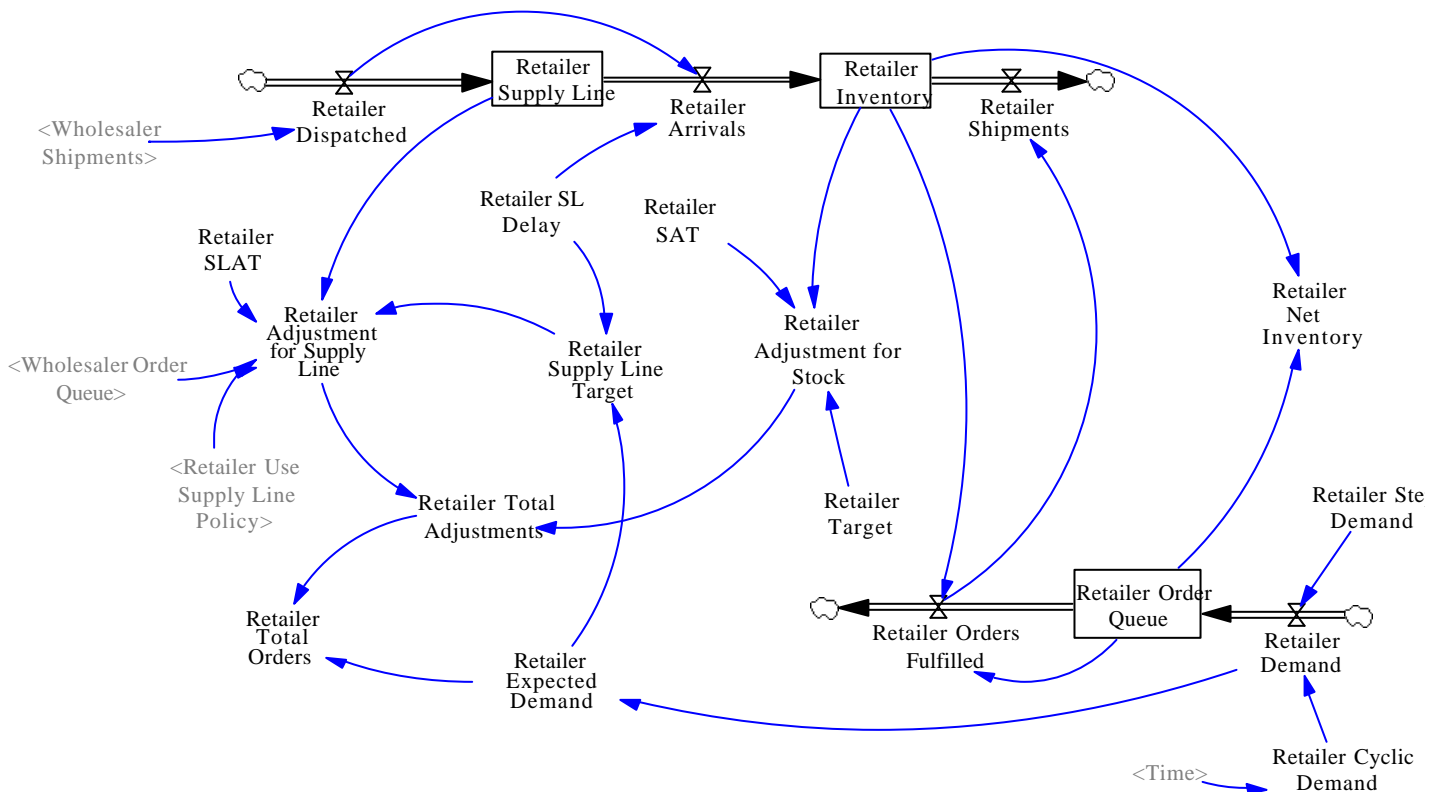 Retailer
Supply Line
Retailer
Inventory
Retailer
Dispatched
Retailer
Arrivals
Retailer
Shipments
<Wholesaler
Shipments>
Retailer SL
Delay
Retailer
SAT
Retailer
SLAT
Retailer
Net
Inventory
Retailer
Adjustment
for Supply
Line
Retailer
Adjustment for
Stock
Retailer
Supply Line
Target
<Wholesaler Order
Queue>
<Retailer Use
Supply Line
Policy>
Retailer Total
Adjustments
Retailer
Target
Retailer Ste
Demand
Retailer
Total
Orders
Retailer
Expected
Demand
Retailer Orders
Fulfilled
Retailer Order
Queue
Retailer
Demand
Retailer Cyclic
Demand
<Time>